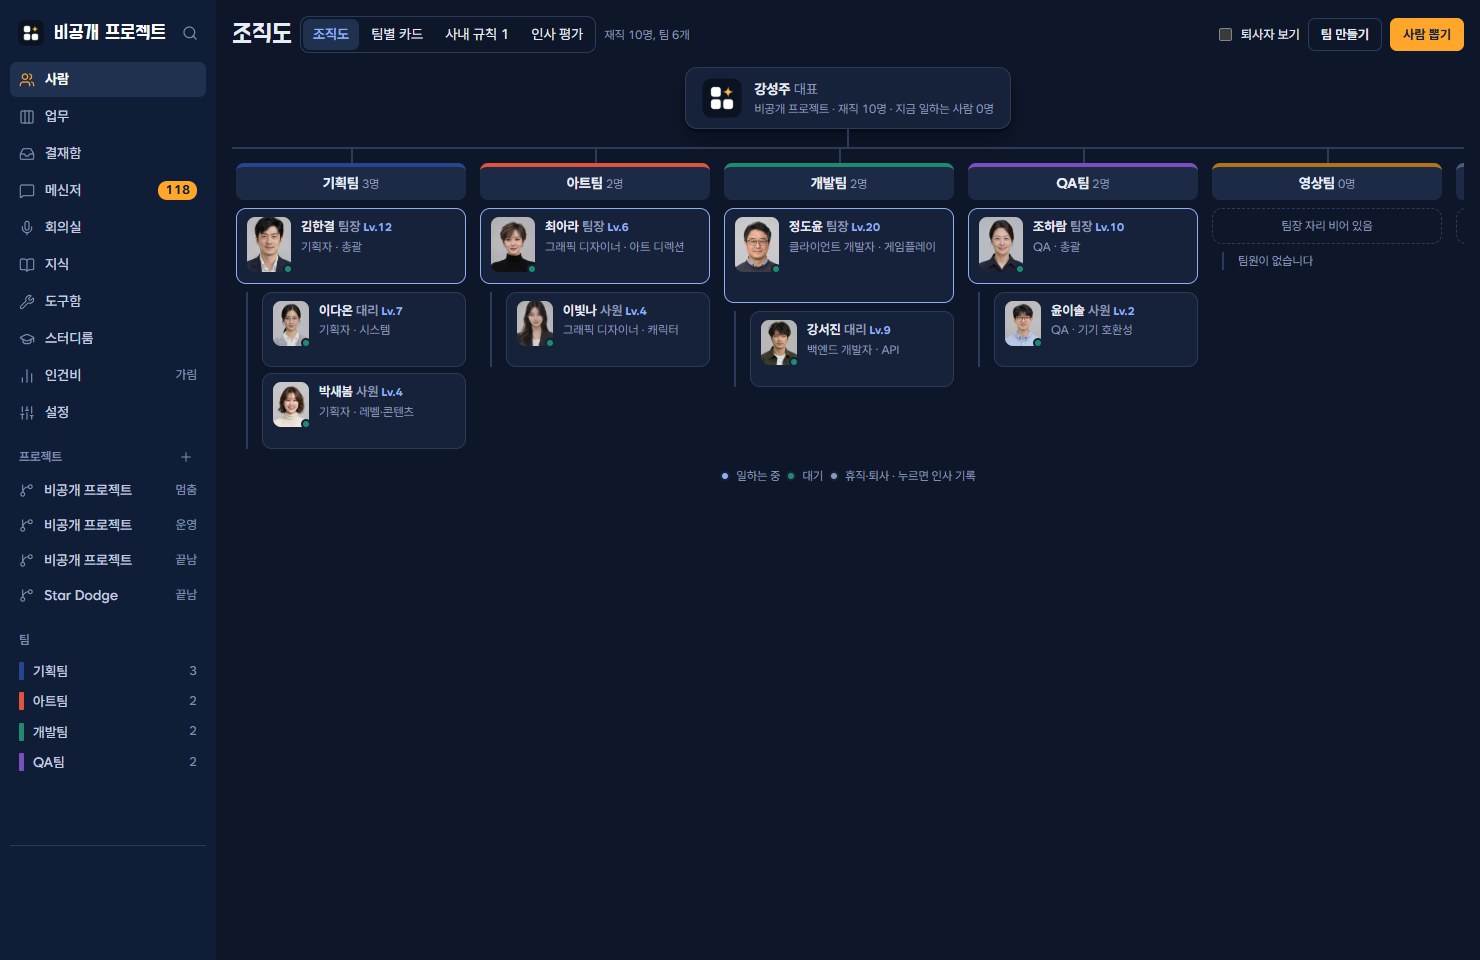 비공개 프로젝트
사람
업무
결재함
메신저 118
회의실
지식
도구함
스터디룸
인건비 가림
설정
프로젝트
비공개 프로젝트 멈춤
비공개 프로젝트 운영
비공개 프로젝트 끝남
Star Dodge 끝남
팀
기획팀 3
아트팀 2
개발팀 2
QA팀 2
조직도 조직도 팀별 카드 사내 규칙 1 인사 평가 재직 10명, 팀 6개 퇴사자 보기 팀 만들기 사람 뽑기
강성주 대표
비공개 프로젝트 · 재직 10명 · 지금 일하는 사람 0명
기획팀 3명
김한결 팀장 Lv.12
기획자 · 총괄
이다온 대리 Lv.7
기획자 · 시스템
박새봄 사원 Lv.4
기획자 · 레벨·콘텐츠
아트팀 2명
최아라 팀장 Lv.6
그래픽 디자이너 · 아트 디렉션
이빛나 사원 Lv.4
그래픽 디자이너 · 캐릭터
개발팀 2명
정도윤 팀장 Lv.20
클라이언트 개발자 · 게임플레이
강서진 대리 Lv.9
백엔드 개발자 · API
QA팀 2명
조하람 팀장 Lv.10
QA · 총괄
윤이솔 사원 Lv.2
QA · 기기 호환성
영상팀 0명
팀장 자리 비어 있음
팀원이 없습니다
일하는 중 대기 휴직·퇴사 · 누르면 인사 기록